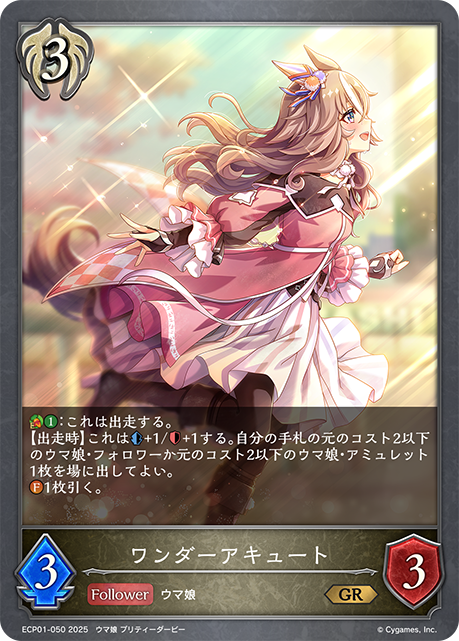 3
①：これは出走する。
【出走時】これは+1/+1する。自分の手札の元のコスト2以下
のウマ娘・フォロワーか元のコスト2以下のウマ娘・アミュレット
1枚を場に出してよい。
F 1枚引く。
ワンダーアキュート
3
Follower ウマ娘
GR
3
ECP01-050 2025 ウマ娘 プリティーダービー
© Cygames, Inc.